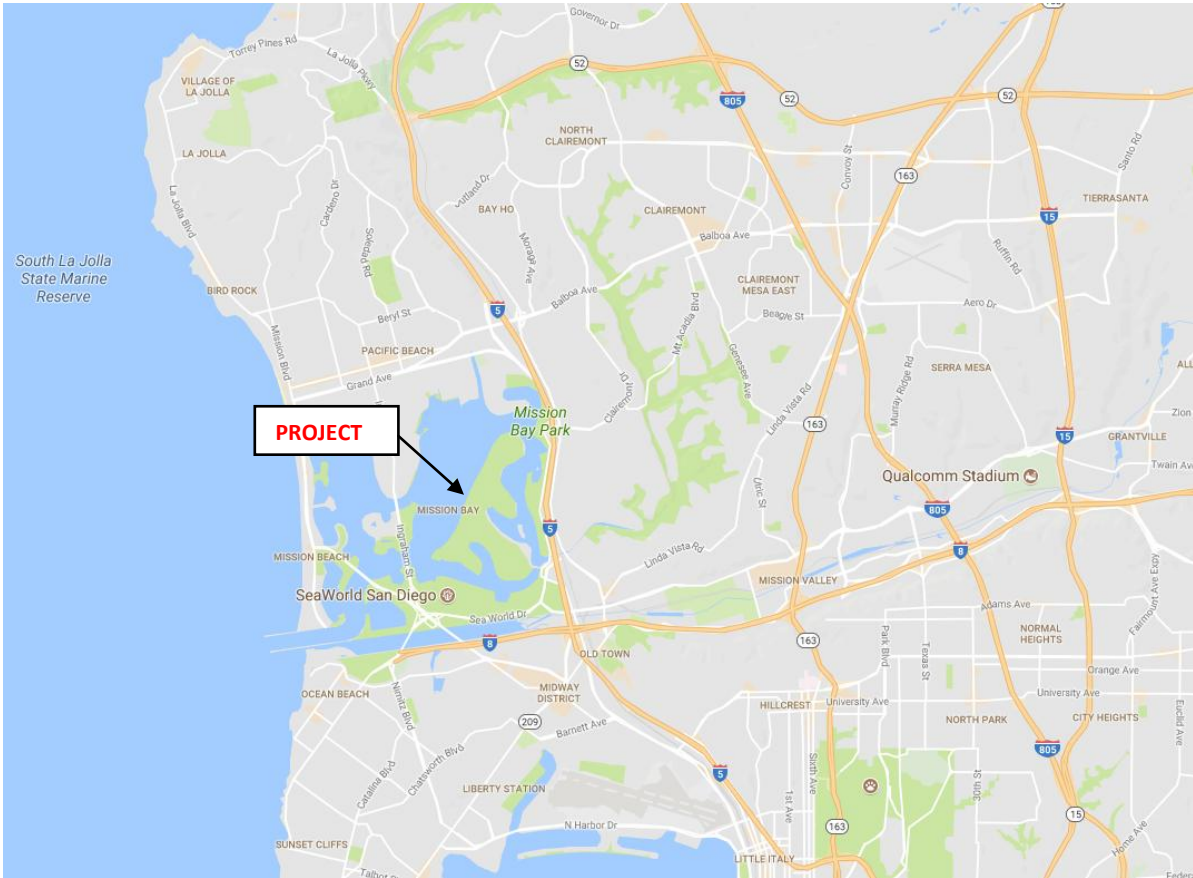 Governor Dr
Torrey Pines Rd
La Jolla Pkwy
52
VILLAGE OF
LA JOLLA
805
52
52
NORTH
CLAIREMONT
Convoy St
Santo Rd
LA JOLLA
163
Cardeno Dr
BAY HO
CLAIREMONT
TIERRASANTA
La Jolla Blvd
Soledad Rd
Moraga Ave
Balboa Ave
15
Ruffin Rd
South La Jolla
State Marine
Reserve
CLAIREMONT
MESA EAST
BIRD ROCK
Balboa Ave
5
Beryl St
Beagle St
Aero Dr
Mission Blvd
PACIFIC BEACH
Mt Acadia Blvd
Genesee Ave
Murray Ridge Rd
SERRA MESA
Grand Ave
Clairemont Dr
Linda Vista Rd
Mission
Bay Park
PROJECT
163
15
Zion
GRANTVILLE
Twain Ave
Qualcomm Stadium
Ulric St
MISSION BAY
805
Ingraham St
5
Linda Vista Rd
8
MISSION BEACH
MISSION VALLEY
SeaWorld San Diego
Sea World Dr
Adams Ave
Fairmount Ave Expy
8
163
Park Blvd
Texas St
NORMAL
HEIGHTS
OLD TOWN
Orange Ave
OCEAN BEACH
Nimitz Blvd
MIDWAY
DISTRICT
HILLCREST
University Ave
University Ave
209
Barnett Ave
NORTH PARK
CITY HEIGHTS
Euclid Ave
Chatsworth Blvd
Catalina Blvd
805
5
Sixth Ave
30th St
LIBERTY STATION
1st Ave
15
N Harbor Dr
163
Home Ave
SUNSET CLIFFS
LITTLE ITALY